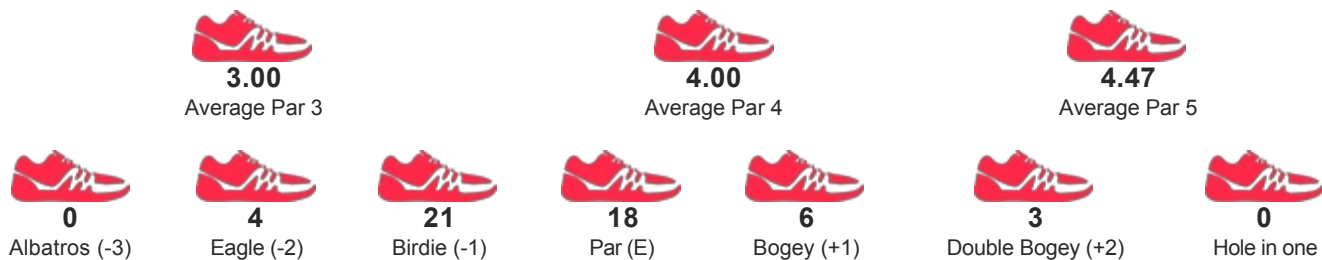 3.00 4.00 4.47
Average Par 3 Average Par 4 Average Par 5
0 4 21 18 6 3 0
Albatros (-3) Eagle (-2) Birdie (-1) Par (E) Bogey (+1) Double Bogey (+2) Hole in one